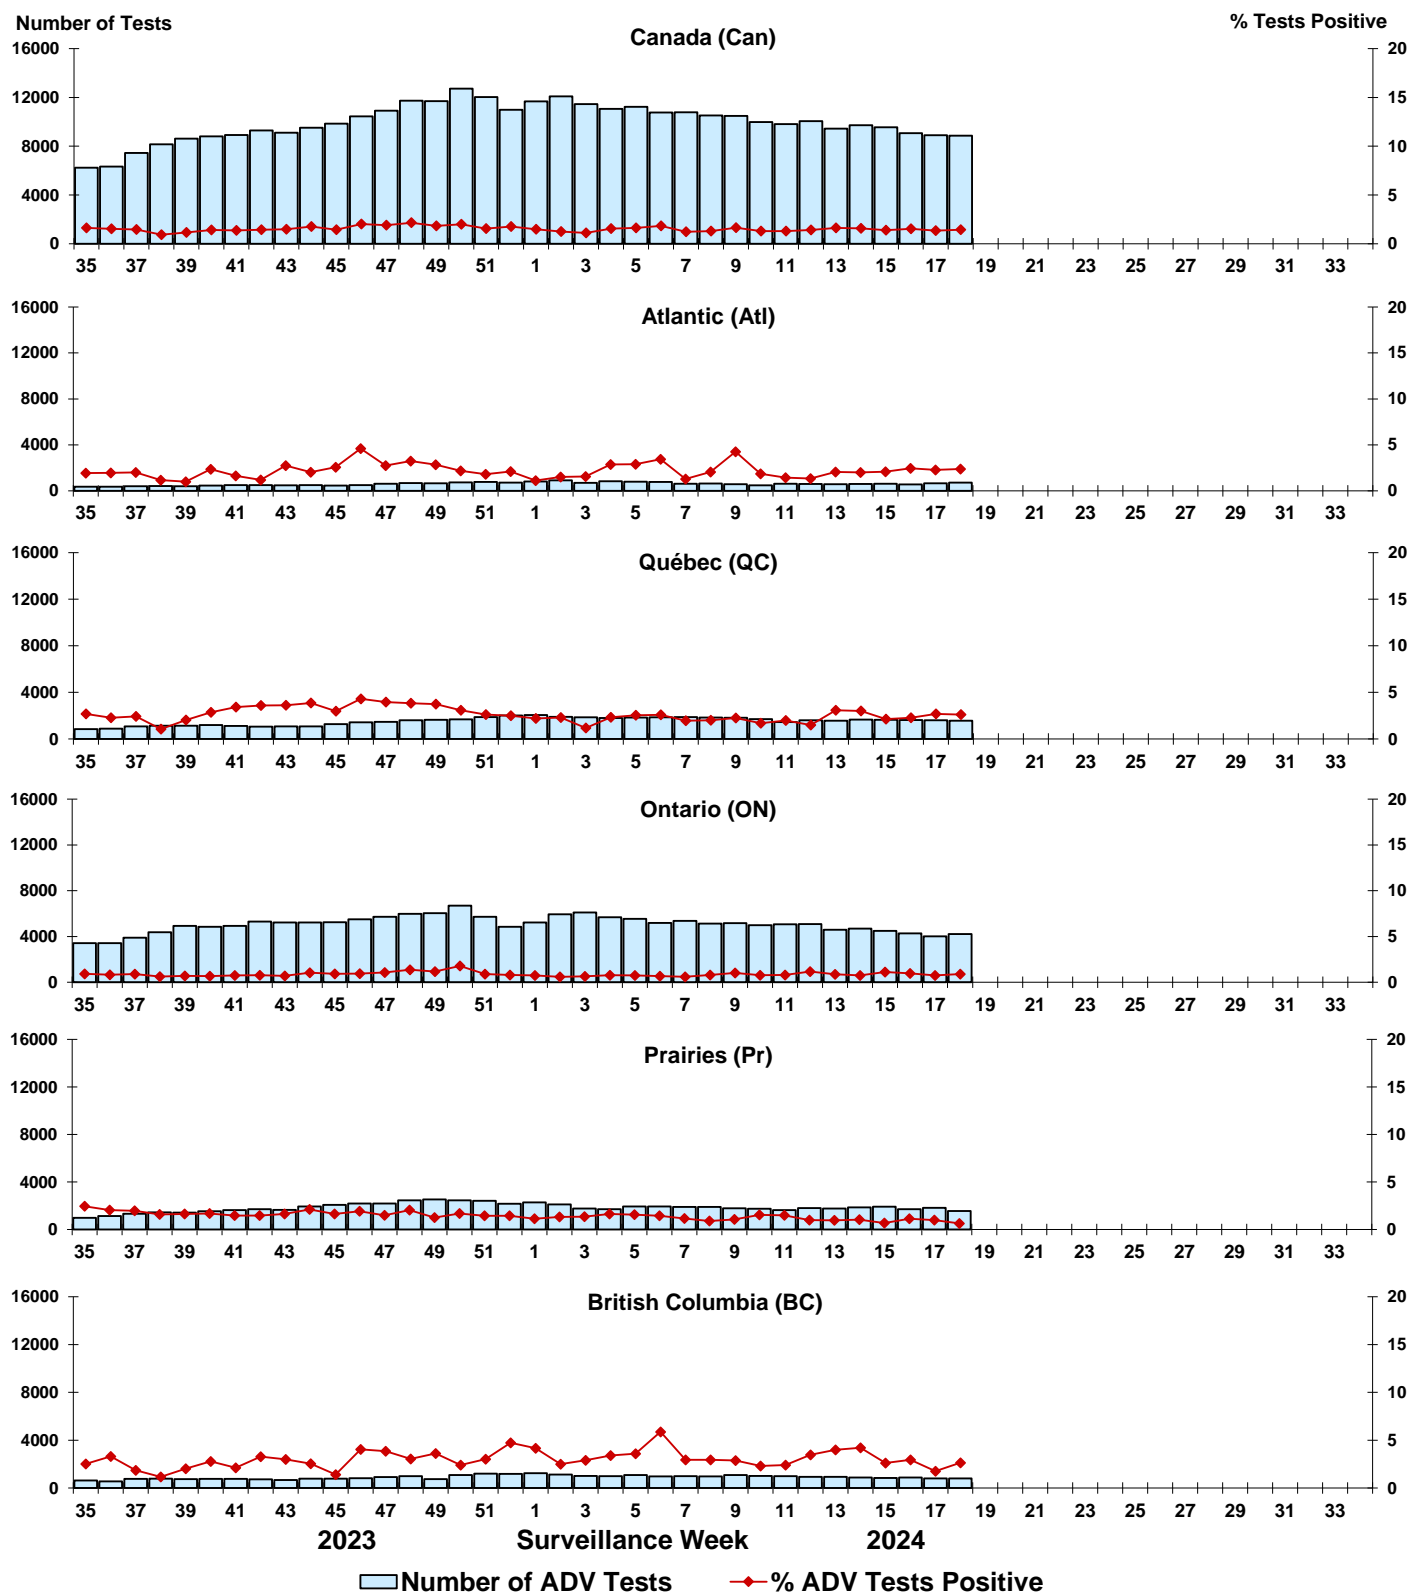 Number of Tests
% Tests Positive
Canada (Can)
16000 20
12000 15
8000 10
4000 5
0 0
35 37 39 41 43 45 47 49 51 1 3 5 7 9 11 13 15 17 19 21 23 25 27 29 31 33
Atlantic (Atl)
16000 20
12000 15
8000 10
4000 5
0 0
35 37 39 41 43 45 47 49 51 1 3 5 7 9 11 13 15 17 19 21 23 25 27 29 31 33
Québec (QC)
16000 20
12000 15
8000 10
4000 5
0 0
35 37 39 41 43 45 47 49 51 1 3 5 7 9 11 13 15 17 19 21 23 25 27 29 31 33
Ontario (ON)
16000 20
12000 15
8000 10
4000 5
0 0
35 37 39 41 43 45 47 49 51 1 3 5 7 9 11 13 15 17 19 21 23 25 27 29 31 33
Prairies (Pr)
16000 20
12000 15
8000 10
4000 5
0 0
35 37 39 41 43 45 47 49 51 1 3 5 7 9 11 13 15 17 19 21 23 25 27 29 31 33
British Columbia (BC)
16000 20
12000 15
8000 10
4000 5
0 0
35 37 39 41 43 45 47 49 51 1 3 5 7 9 11 13 15 17 19 21 23 25 27 29 31 33
2023 Surveillance Week 2024
Number of ADV Tests % ADV Tests Positive